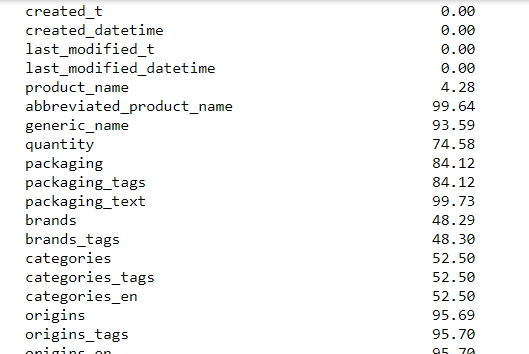 created_t 0.00
created_datetime 0.00
last_modified_t 0.00
last_modified_datetime 0.00
product_name 4.28
abbreviated_product_name 99.64
generic_name 93.59
quantity 74.58
packaging 84.12
packaging_tags 84.12
packaging_text 99.73
brands 48.29
brands_tags 48.30
categories 52.50
categories_tags 52.50
categories_en 52.50
origins 95.69
origins_tags 95.70
origins_en 95.70